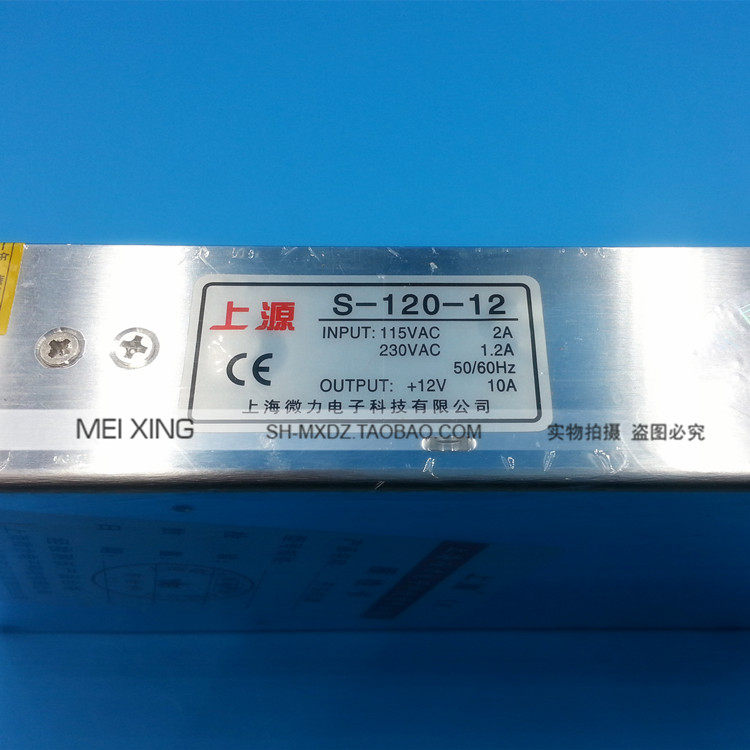 上源
S-120-12
INPUT: 115VAC 2A
230VAC 1.2A
50/60Hz
CE
OUTPUT: +12V 10A
上海微力电子科技有限公司
MEI XING
SH-MXDZ.TAOBAO.COM
实物拍摄 盗图必究